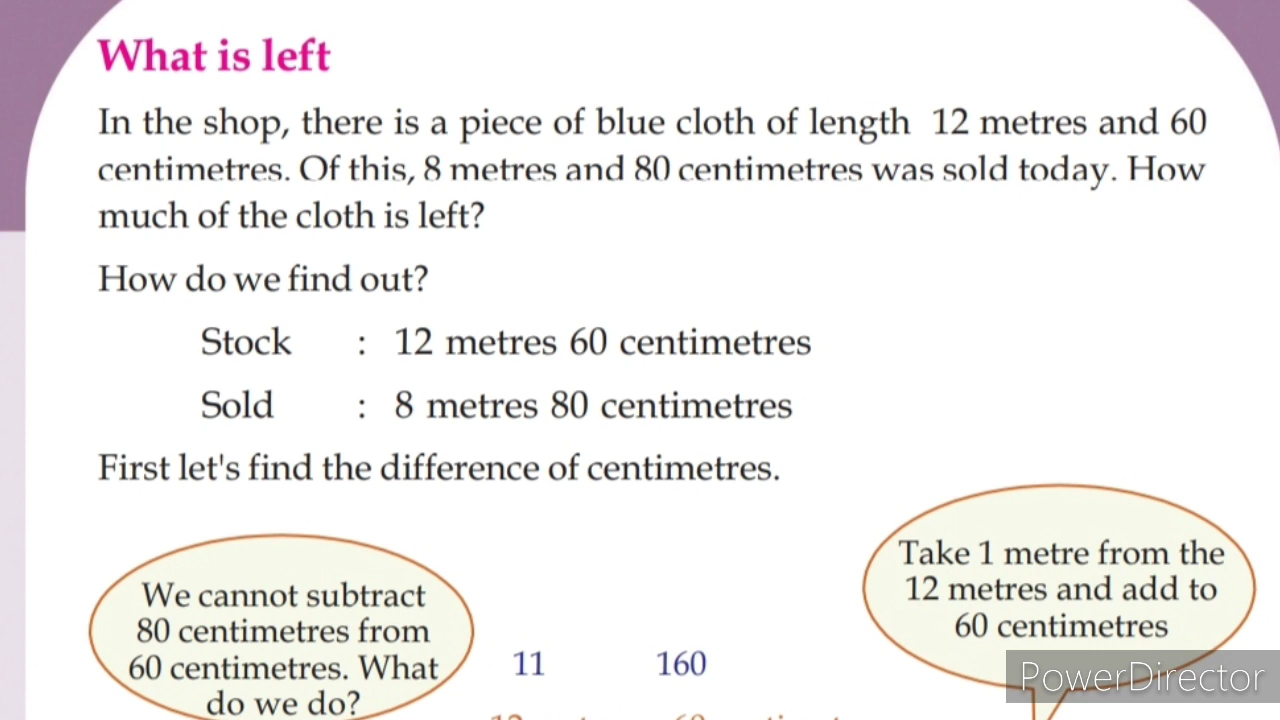 What is left
In the shop, there is a piece of blue cloth of length 12 metres and 60
centimetres. Of this, 8 metres and 80 centimetres was sold today. How
much of the cloth is left?
How do we find out?
Stock : 12 metres 60 centimetres
Sold : 8 metres 80 centimetres
First let's find the difference of centimetres.
We cannot subtract
80 centimetres from
60 centimetres. What
do we do?
Take 1 metre from the
12 metres and add to
60 centimetres
11 160
PowerDirector